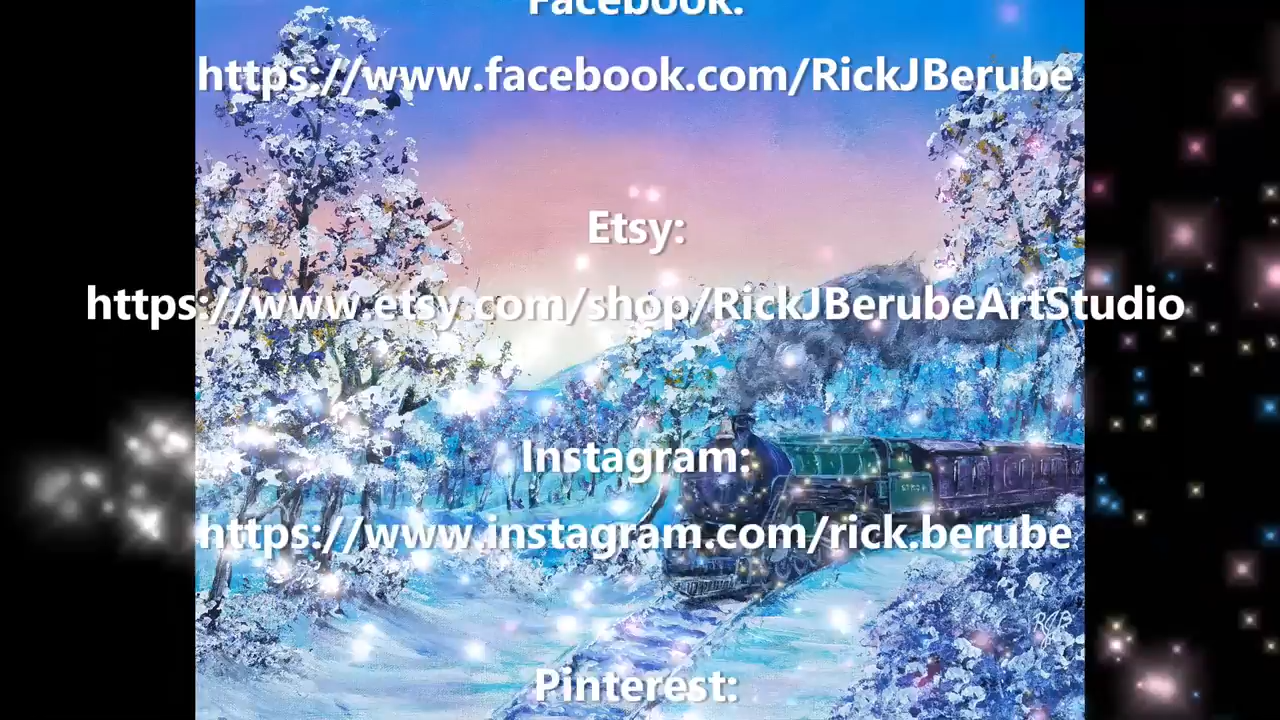 Facebook:
https://www.facebook.com/RickJBerube
Etsy:
https://www.etsy.com/shop/RickJBerubeArtStudio
Instagram:
https://www.instagram.com/rick.berube
Pinterest:
RJB